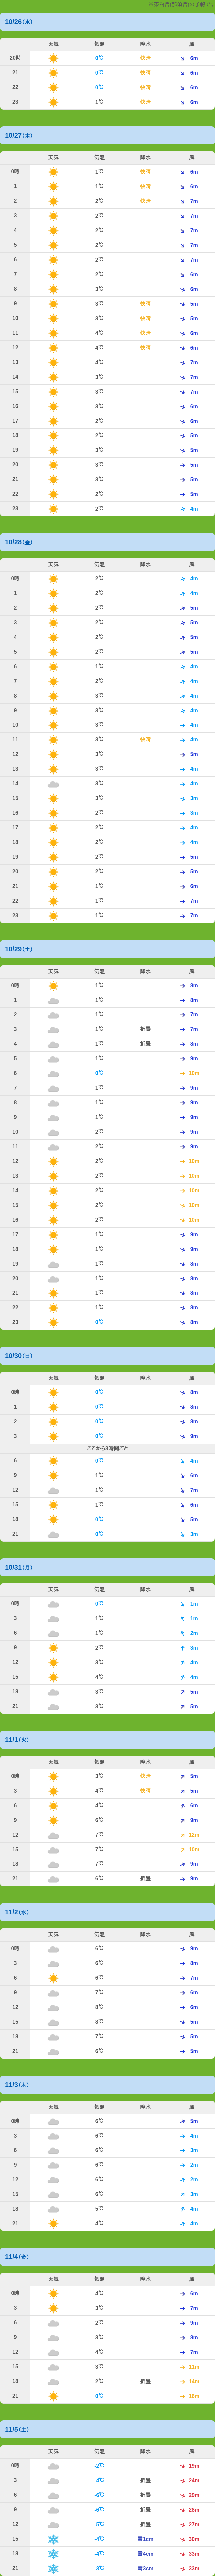 10/26(水)
天気 気温 降水 風
20時 0℃ 快晴 6m
21 0℃ 快晴 6m
22 0℃ 快晴 6m
23 1℃ 快晴 6m
10/27(木)
天気 気温 降水 風
0時 1℃ 快晴 6m
1 1℃ 快晴 6m
2 2℃ 快晴 7m
3 2℃ 7m
4 2℃ 7m
5 2℃ 7m
6 2℃ 7m
7 2℃ 6m
8 3℃ 6m
9 3℃ 快晴 5m
10 3℃ 快晴 5m
11 4℃ 快晴 6m
12 4℃ 快晴 6m
13 4℃ 7m
14 3℃ 7m
15 3℃ 7m
16 3℃ 6m
17 2℃ 6m
18 2℃ 5m
19 3℃ 5m
20 3℃ 5m
21 3℃ 5m
22 2℃ 5m
23 2℃ 4m
10/28(金)
天気 気温 降水 風
0時 2℃ 4m
1 2℃ 4m
2 2℃ 5m
3 2℃ 5m
4 2℃ 5m
5 2℃ 5m
6 1℃ 4m
7 2℃ 4m
8 3℃ 4m
9 3℃ 4m
10 3℃ 4m
11 3℃ 快晴 4m
12 3℃ 5m
13 3℃ 4m
14 3℃ 4m
15 3℃ 3m
16 2℃ 3m
17 2℃ 4m
18 2℃ 4m
19 2℃ 5m
20 2℃ 5m
21 1℃ 6m
22 1℃ 7m
23 1℃ 7m
10/29(土)
天気 気温 降水 風
0時 1℃ 8m
1 1℃ 8m
2 1℃ 7m
3 1℃ 折畳 7m
4 1℃ 折畳 8m
5 1℃ 9m
6 0℃ 10m
7 1℃ 9m
8 1℃ 9m
9 1℃ 9m
10 2℃ 9m
11 2℃ 9m
12 2℃ 10m
13 2℃ 10m
14 2℃ 10m
15 2℃ 10m
16 2℃ 10m
17 1℃ 9m
18 1℃ 9m
19 1℃ 8m
20 1℃ 8m
21 1℃ 8m
22 1℃ 8m
23 0℃ 8m
10/30(日)
天気 気温 降水 風
0時 0℃ 8m
1 0℃ 8m
2 0℃ 8m
3 0℃ 9m
ここから3時間ごと
6 0℃ 4m
9 1℃ 6m
12 1℃ 7m
15 1℃ 6m
18 0℃ 5m
21 0℃ 3m
10/31(月)
天気 気温 降水 風
0時 0℃ 1m
3 1℃ 1m
6 1℃ 2m
9 2℃ 3m
12 3℃ 4m
15 4℃ 4m
18 3℃ 5m
21 3℃ 5m
11/1(火)
天気 気温 降水 風
0時 3℃ 快晴 5m
3 4℃ 快晴 5m
6 4℃ 6m
9 6℃ 9m
12 7℃ 12m
15 7℃ 10m
18 7℃ 9m
21 6℃ 折畳 9m
11/2(水)
天気 気温 降水 風
0時 6℃ 9m
3 6℃ 8m
6 6℃ 7m
9 7℃ 6m
12 8℃ 6m
15 8℃ 5m
18 7℃ 5m
21 6℃ 5m
11/3(木)
天気 気温 降水 風
0時 6℃ 5m
3 6℃ 4m
6 6℃ 3m
9 6℃ 2m
12 6℃ 2m
15 6℃ 3m
18 5℃ 4m
21 4℃ 4m
11/4(金)
天気 気温 降水 風
0時 4℃ 6m
3 3℃ 7m
6 2℃ 9m
9 3℃ 8m
12 4℃ 7m
15 3℃ 11m
18 2℃ 折畳 14m
21 0℃ 16m
11/5(土)
天気 気温 降水 風
0時 -2℃ 19m
3 -4℃ 折畳 24m
6 -6℃ 折畳 29m
9 -6℃ 折畳 28m
12 -5℃ 折畳 27m
15 -4℃ 雪1cm 30m
18 -4℃ 雪4cm 33m
21 -3℃ 雪3cm 33m